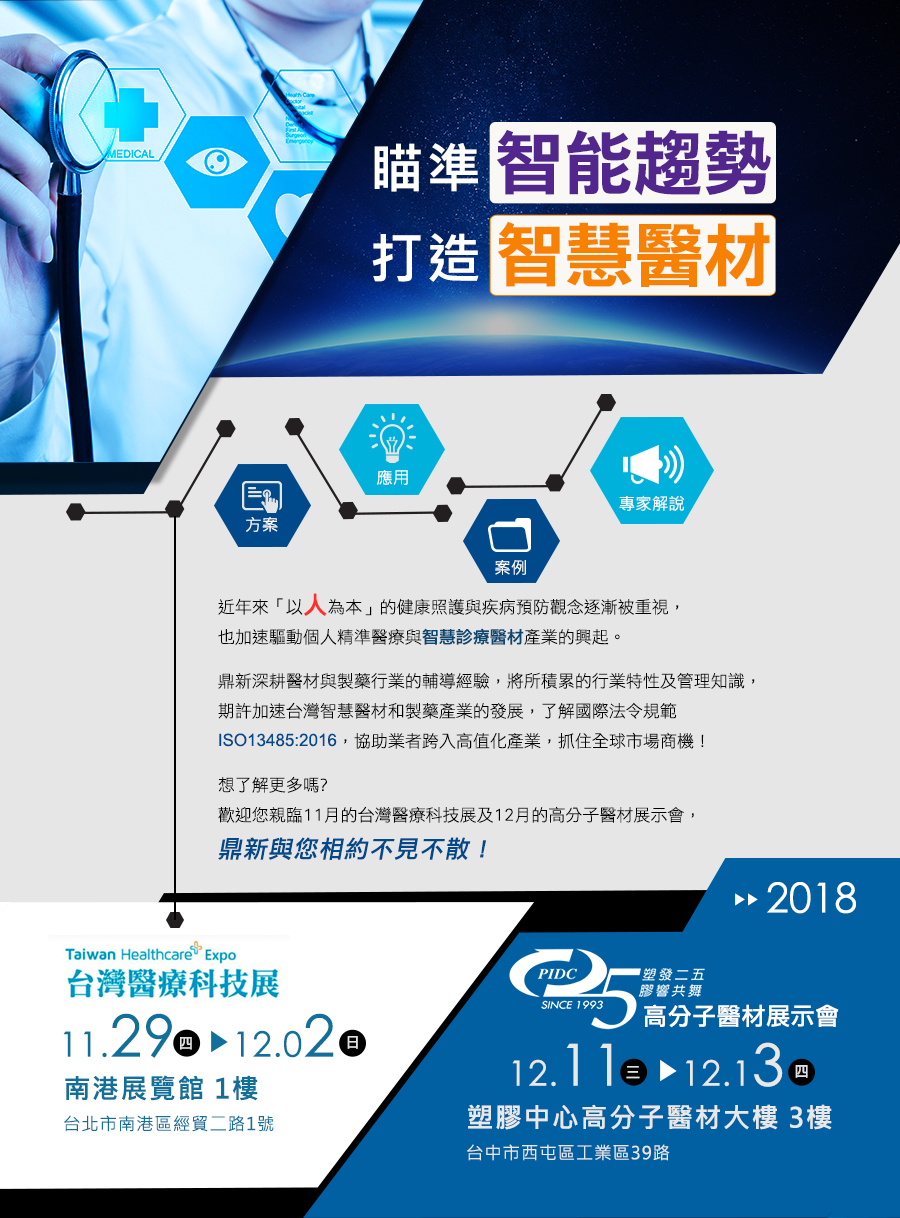 Health Care
Doctor
Hospital
Pharmacist
First Aid
Surgeon
Emergency
MEDICAL
瞄準 智能趨勢
打造 智慧醫材
應用
專家解說
方案
案例
近年來「以人為本」的健康照護與疾病預防觀念逐漸被重視，
也加速驅動個人精準醫療與智慧診療醫材產業的興起。
鼎新深耕醫材與製藥行業的輔導經驗，將所積累的行業特性及管理知識，
期許加速台灣智慧醫材和製藥產業的發展，了解國際法令規範
ISO13485:2016，協助業者跨入高值化產業，抓住全球市場商機！
想了解更多嗎?
歡迎您親臨11月的台灣醫療科技展及12月的高分子醫材展示會，
鼎新與您相約不見不散！
2018
Taiwan Healthcare Expo
台灣醫療科技展
11.29 四 ▶ 12.02 日
南港展覽館 1樓
台北市南港區經貿二路1號
PIDC
SINCE 1993
25
塑發二五
膠響共舞
高分子醫材展示會
12.11 三 ▶ 12.13 四
塑膠中心高分子醫材大樓 3樓
台中市西屯區工業區39路